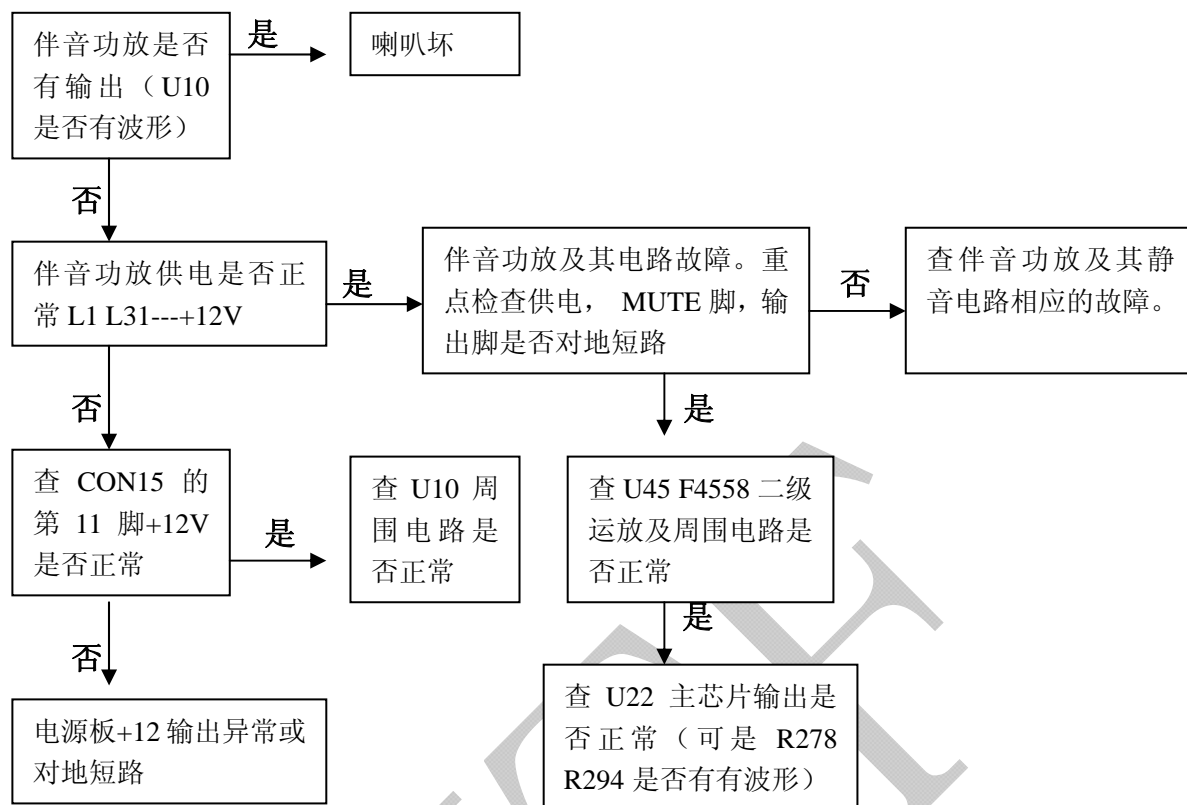 伴音功放是否
有输出（U10
是否有波形）
是
喇叭坏
否
伴音功放供电是否正
常 L1 L31---+12V
是
伴音功放及其电路故障。重
点检查供电， MUTE 脚，输
出脚是否对地短路
否
查伴音功放及其静
音电路相应的故障。
否
是
查 CON15 的
第 11 脚+12V
是否正常
是
查 U10 周
围电路是
否正常
查 U45 F4558 二级
运放及周围电路是
否正常
否
是
电源板+12 输出异常或
对地短路
查 U22 主芯片输出是
否正常（可是 R278
R294 是否有有波形）